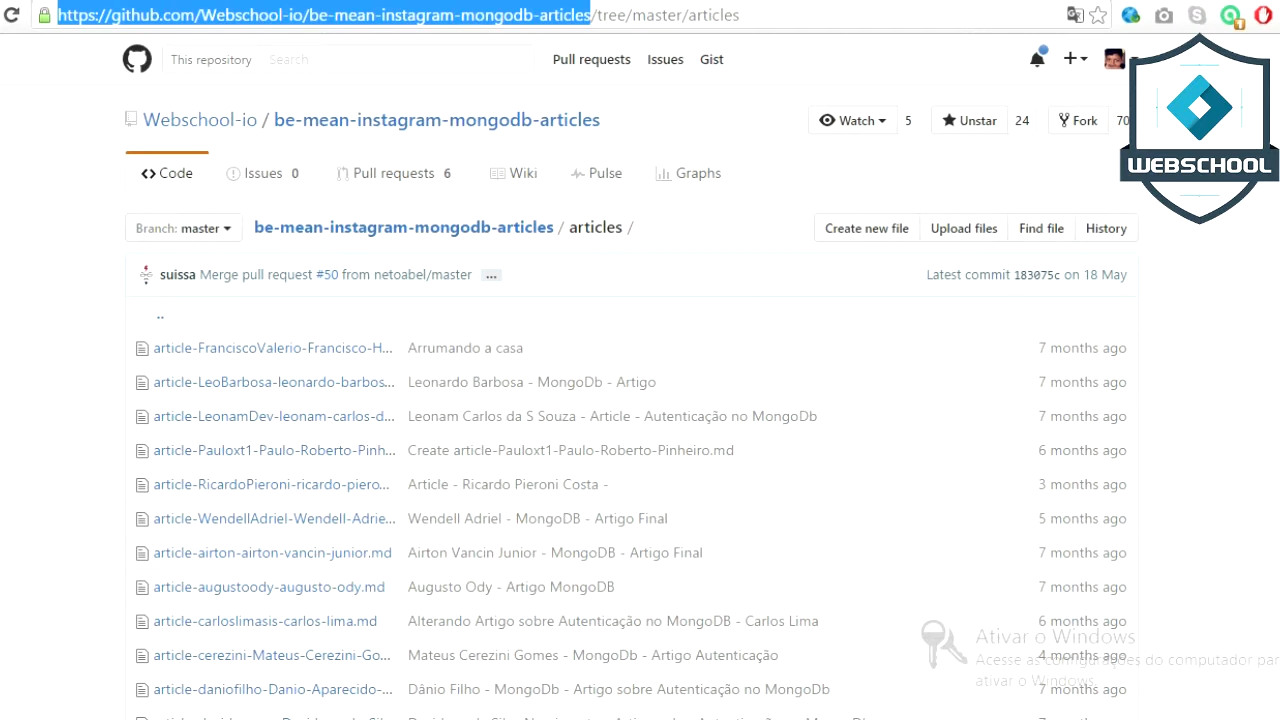 https://github.com/Webschool-io/be-mean-instagram-mongodb-articles/tree/master/articles
This repository Search Pull requests Issues Gist
Webschool-io / be-mean-instagram-mongodb-articles Watch 5 Unstar 24 Fork 70
WEBSCHOOL
Code Issues 0 Pull requests 6 Wiki Pulse Graphs
Branch: master be-mean-instagram-mongodb-articles / articles / Create new file Upload files Find file History
suissa Merge pull request #50 from netoabel/master ... Latest commit 183075c on 18 May
..
article-FranciscoValerio-Francisco-H... Arrumando a casa 7 months ago
article-LeoBarbosa-leonardo-barbos... Leonardo Barbosa - MongoDb - Artigo 7 months ago
article-LeonamDev-leonam-carlos-d... Leonam Carlos da S Souza - Article - Autenticação no MongoDb 7 months ago
article-Pauloxt1-Paulo-Roberto-Pinh... Create article-Pauloxt1-Paulo-Roberto-Pinheiro.md 6 months ago
article-RicardoPieroni-ricardo-piero... Article - Ricardo Pieroni Costa - 3 months ago
article-WendellAdriel-Wendell-Adrie... Wendell Adriel - MongoDB - Artigo Final 5 months ago
article-airton-airton-vancin-junior.md Airton Vancin Junior - MongoDB - Artigo Final 7 months ago
article-augustoody-augusto-ody.md Augusto Ody - Artigo MongoDB 7 months ago
article-carloslimasis-carlos-lima.md Alterando Artigo sobre Autenticação no MongoDB - Carlos Lima 6 months ago
Ativar o Windows
article-cerezini-Mateus-Cerezini-Go... Mateus Cerezini Gomes - MongoDb - Artigo Autenticação 4 months ago
Acesse as configurações do computador par
ativar o Windows.
article-daniofilho-Danio-Aparecido-... Dânio Filho - MongoDb - Artigo sobre Autenticação no MongoDB 7 months ago